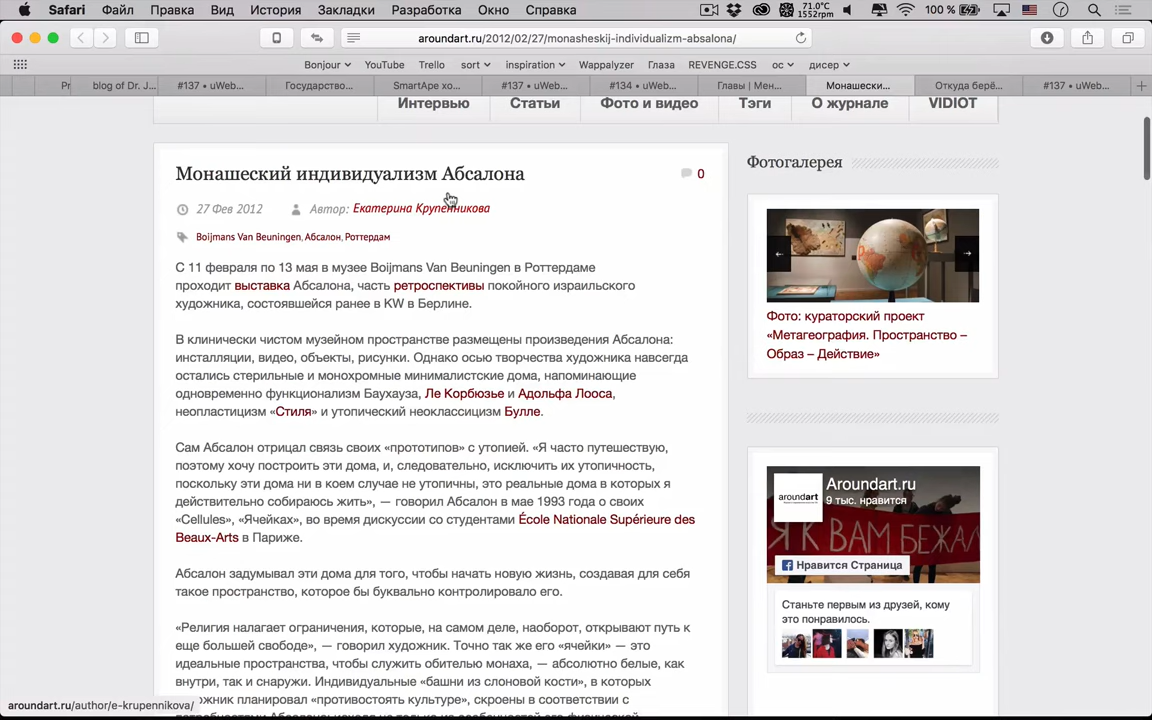 Safari Файл Правка Вид История Закладки Разработка Окно Справка 71.0°C 1552rpm 100 %
aroundart.ru/2012/02/27/monasheskij-individualizm-absalona/
Bonjour YouTube Trello sort inspiration Wappalyzer Глаза REVENGE.CSS ос дисер
blog of Dr. J... #137 • uWeb... Государство... SmartApe хо... #137 • uWeb... #134 • uWeb... Главы | Мен... Монашески... Откуда берё... #137 • uWeb...
Интервью Статьи Фото и видео Тэги О журнале VIDIOT
Монашеский индивидуализм Абсалона
0
27 Фев 2012 Автор: Екатерина Крупенникова
Boijmans Van Beuningen, Абсалон, Роттердам
С 11 февраля по 13 мая в музее Boijmans Van Beuningen в Роттердаме
проходит выставка Абсалона, часть ретроспективы покойного израильского
художника, состоявшейся ранее в KW в Берлине.
В клинически чистом музейном пространстве размещены произведения Абсалона:
инсталляции, видео, объекты, рисунки. Однако осью творчества художника навсегда
остались стерильные и монохромные минималистские дома, напоминающие
одновременно функционализм Баухауза, Ле Корбюзье и Адольфа Лооса,
неопластицизм «Стиля» и утопический неоклассицизм Булле.
Сам Абсалон отрицал связь своих «прототипов» с утопией. «Я часто путешествую,
поэтому хочу построить эти дома, и, следовательно, исключить их утопичность,
поскольку эти дома ни в коем случае не утопичны, это реальные дома в которых я
действительно собираюсь жить», — говорил Абсалон в мае 1993 года о своих
«Cellules», «Ячейках», во время дискуссии со студентами École Nationale Supérieure des
Beaux-Arts в Париже.
Абсалон задумывал эти дома для того, чтобы начать новую жизнь, создавая для себя
такое пространство, которое бы буквально контролировало его.
«Религия налагает ограничения, которые, на самом деле, наоборот, открывают путь к
еще большей свободе», — говорил художник. Точно так же его «ячейки» — это
идеальные пространства, чтобы служить обителью монаха, — абсолютно белые, как
внутри, так и снаружи. Индивидуальные «башни из слоновой кости», в которых
художник планировал «противостоять культуре», скроены в соответствии с
Фотогалерея
Фото: кураторский проект
«Метагеография. Пространство –
Образ – Действие»
aroundart
Aroundart.ru
9 тыс. нравится
Я К ВАМ БЕЖАЛ
Нравится Страница
Станьте первым из друзей, кому
это понравилось.
aroundart.ru/author/e-krupennikova/